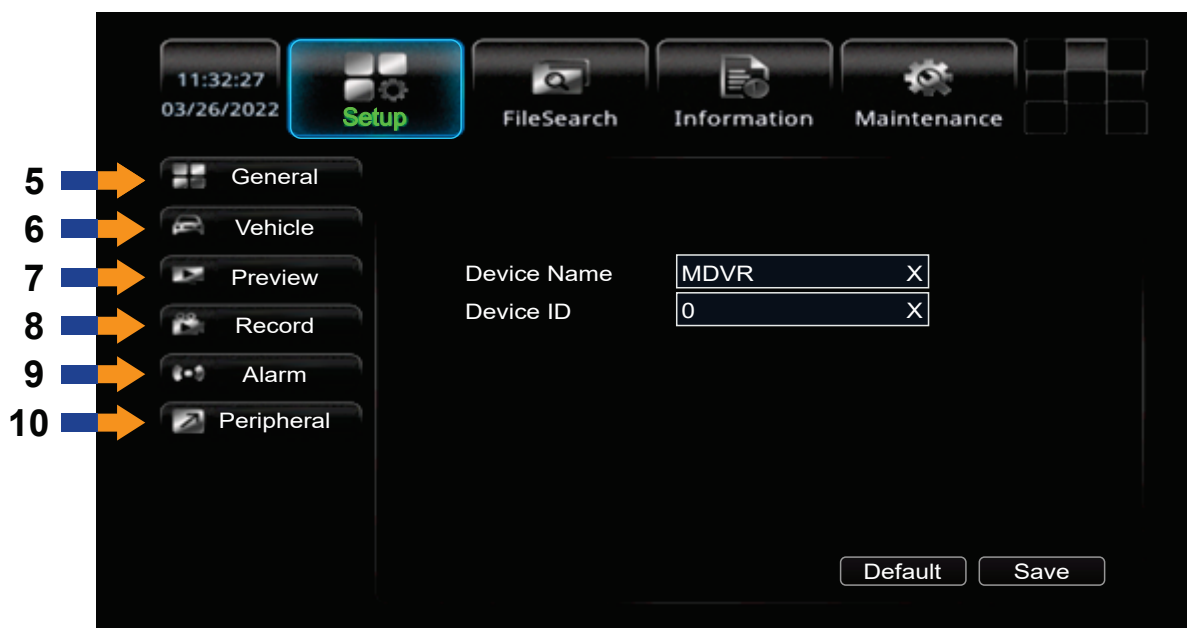 11:32:27
03/26/2022
Setup
FileSearch
Information
Maintenance
5 General
6 Vehicle
7 Preview
8 Record
9 Alarm
10 Peripheral
Device Name MDVR X
Device ID 0 X
Default Save